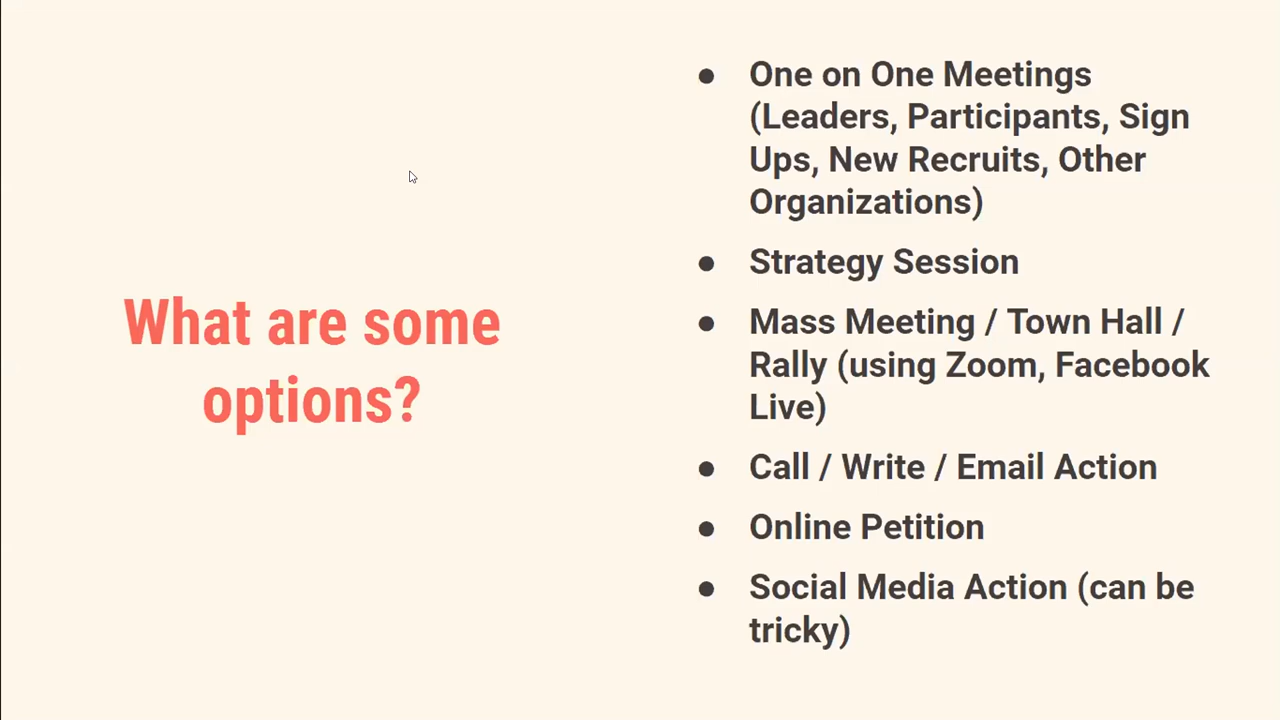 What are some
options?
● One on One Meetings
(Leaders, Participants, Sign
Ups, New Recruits, Other
Organizations)
● Strategy Session
● Mass Meeting / Town Hall /
Rally (using Zoom, Facebook
Live)
● Call / Write / Email Action
● Online Petition
● Social Media Action (can be
tricky)